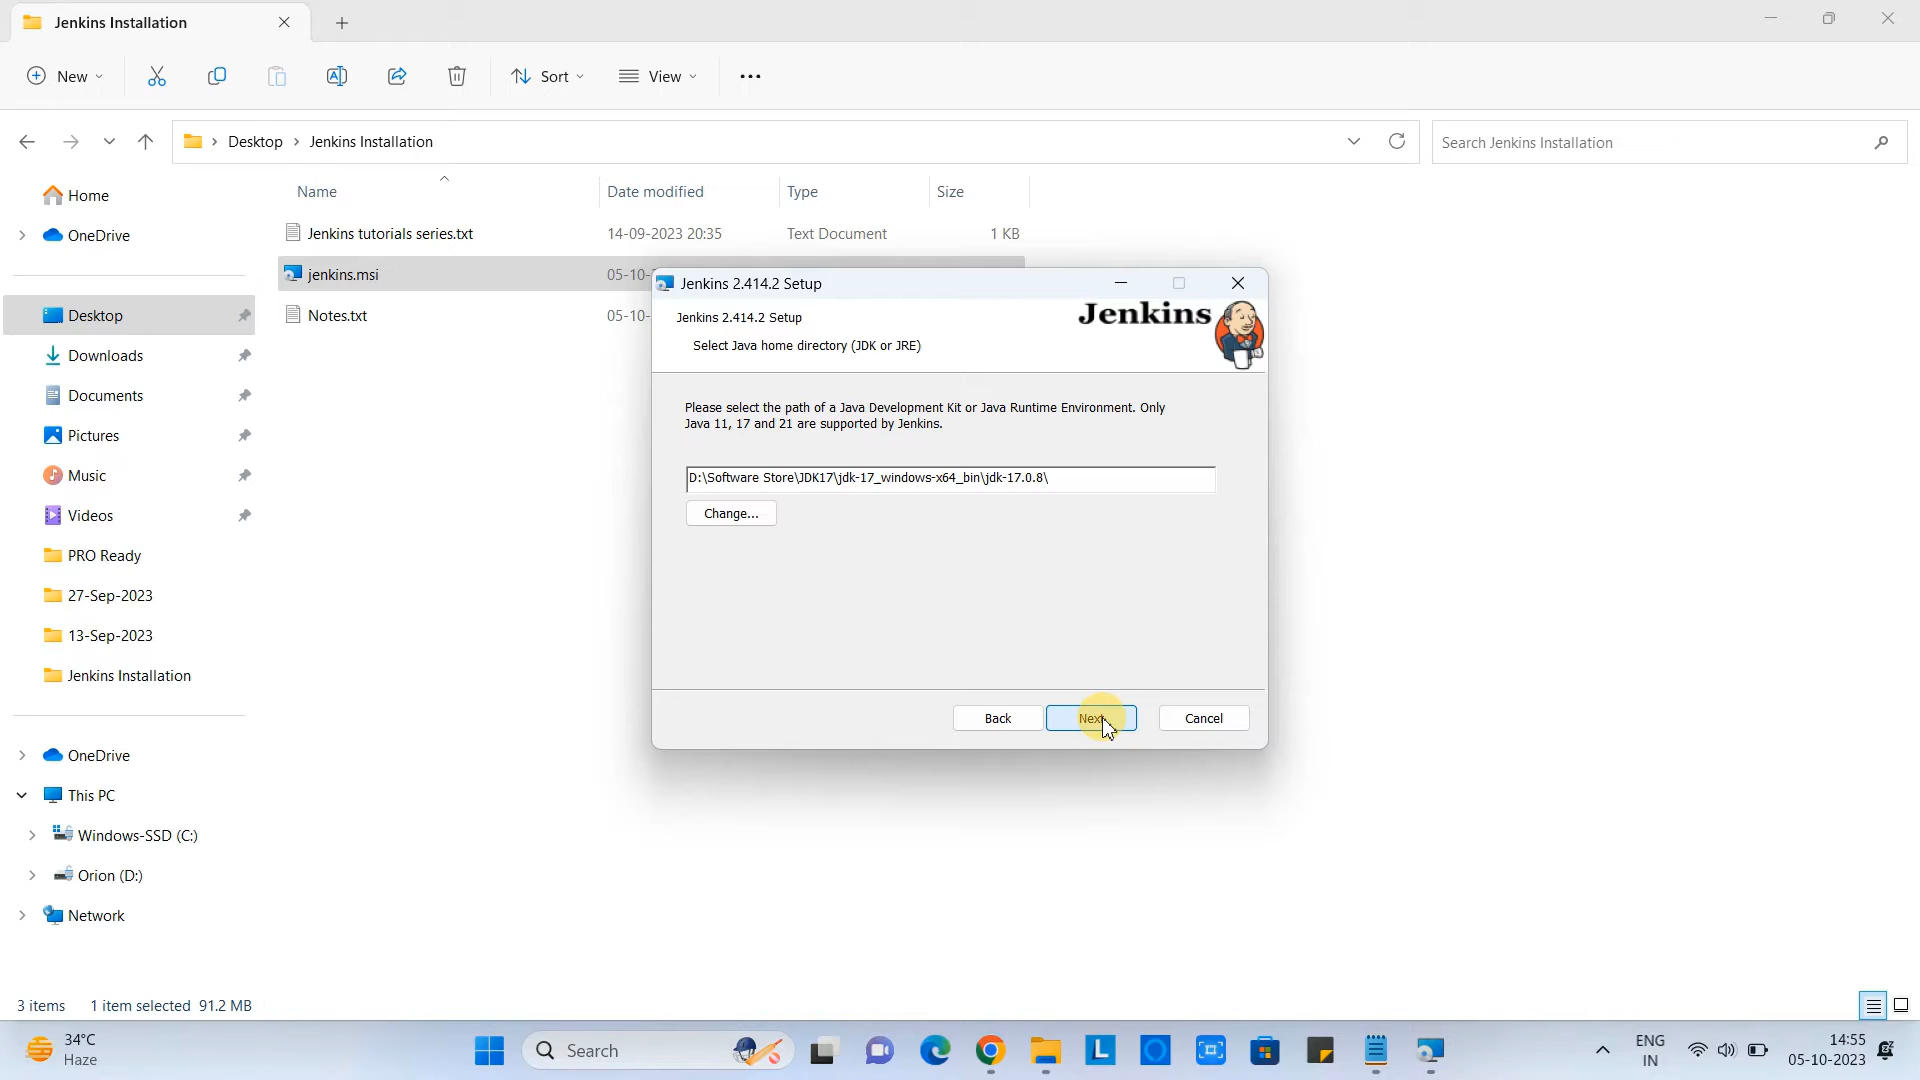 Jenkins Installation
New
Sort
View
Desktop
Jenkins Installation
Search Jenkins Installation
Home
OneDrive
Desktop
Downloads
Documents
Pictures
Music
Videos
PRO Ready
27-Sep-2023
13-Sep-2023
Jenkins Installation
OneDrive
This PC
Windows-SSD (C:)
Orion (D:)
Network
Name
Date modified
Type
Size
Jenkins tutorials series.txt
14-09-2023 20:35
Text Document
1 KB
jenkins.msi
05-10-
Notes.txt
05-10-
Jenkins 2.414.2 Setup
Jenkins 2.414.2 Setup
Jenkins
Select Java home directory (JDK or JRE)
Please select the path of a Java Development Kit or Java Runtime Environment. Only
Java 11, 17 and 21 are supported by Jenkins.
D:\Software Store\JDK17\jdk-17_windows-x64_bin\jdk-17.0.8\
Change...
Back
Next
Cancel
3 items
1 item selected 91.2 MB
34°C
Haze
Search
L
ENG
IN
14:55
05-10-2023